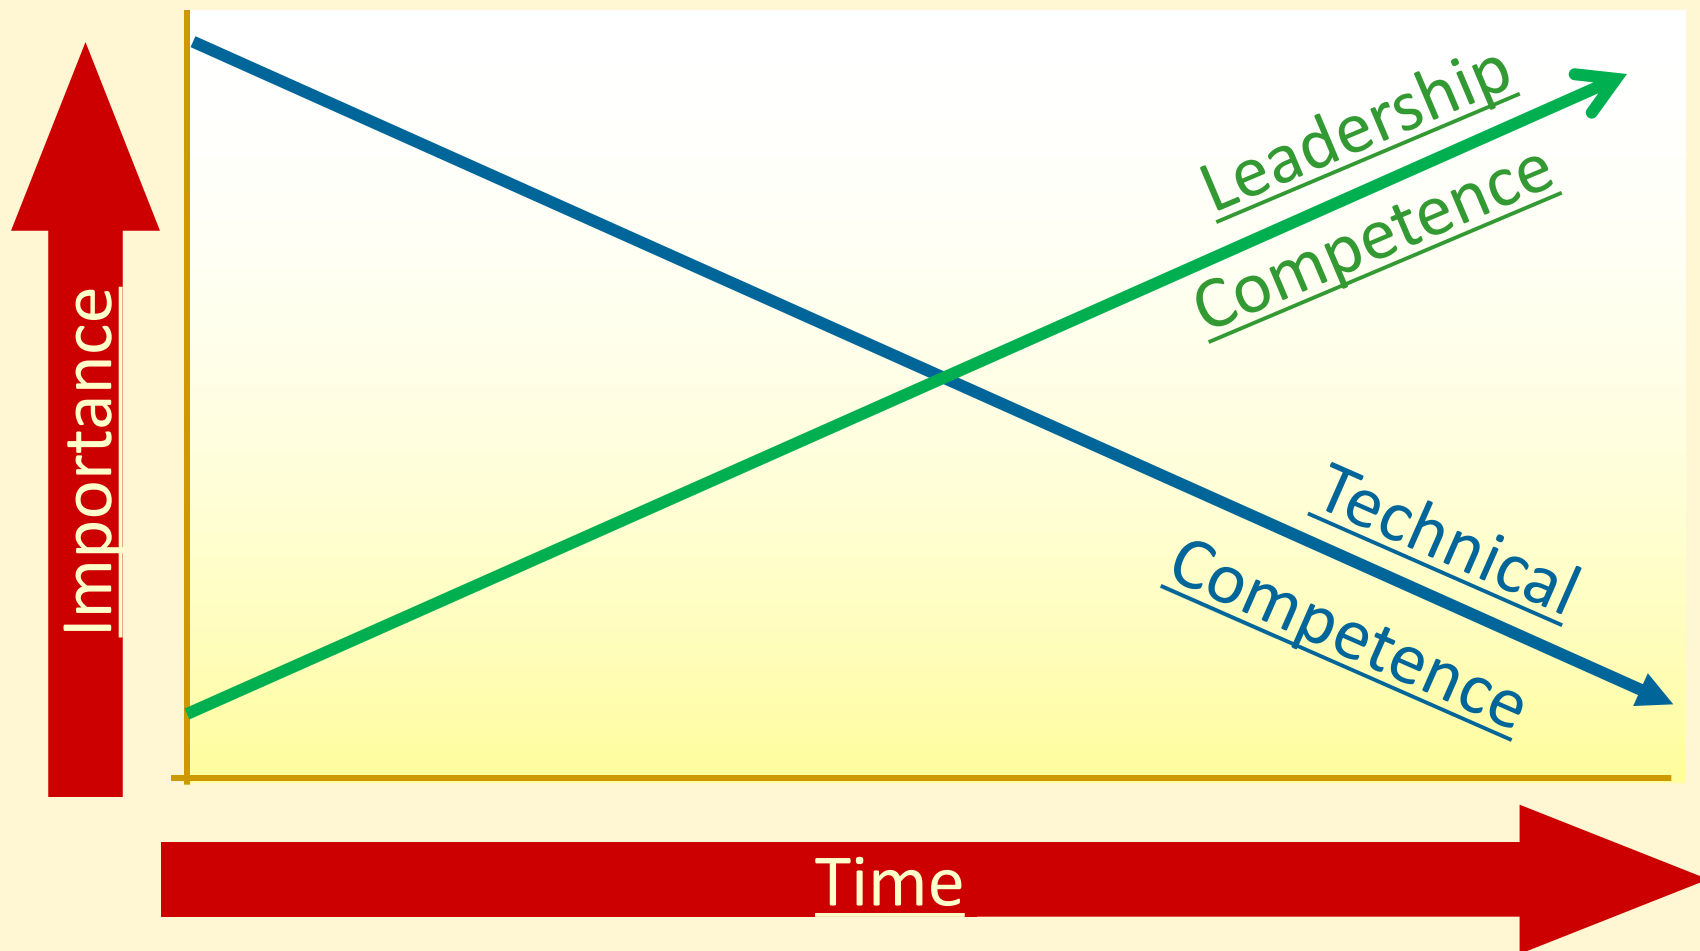 Importance
Leadership
Competence
Technical
Competence
Time